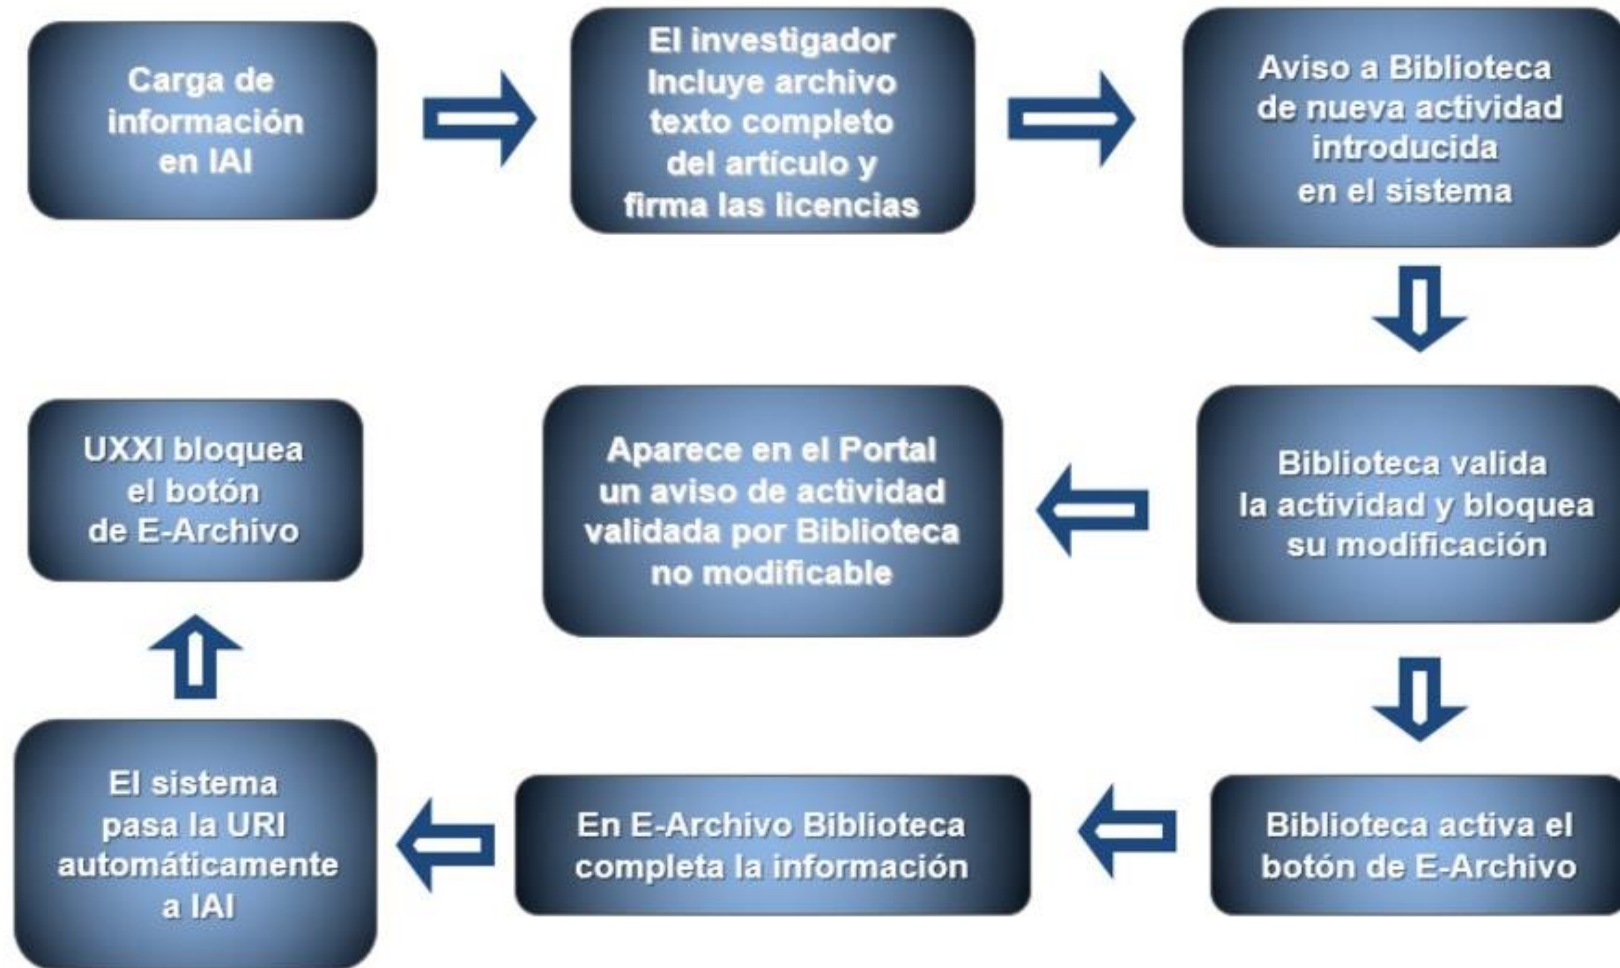 Carga de
información
en IAI
El investigador
Incluye archivo
texto completo
del artículo y
firma las licencias
Aviso a Biblioteca
de nueva actividad
introducida
en el sistema
Biblioteca valida
la actividad y bloquea
su modificación
Aparece en el Portal
un aviso de actividad
validada por Biblioteca
no modificable
Biblioteca activa el
botón de E-Archivo
En E-Archivo Biblioteca
completa la información
El sistema
pasa la URI
automáticamente
a IAI
UXXI bloquea
el botón
de E-Archivo